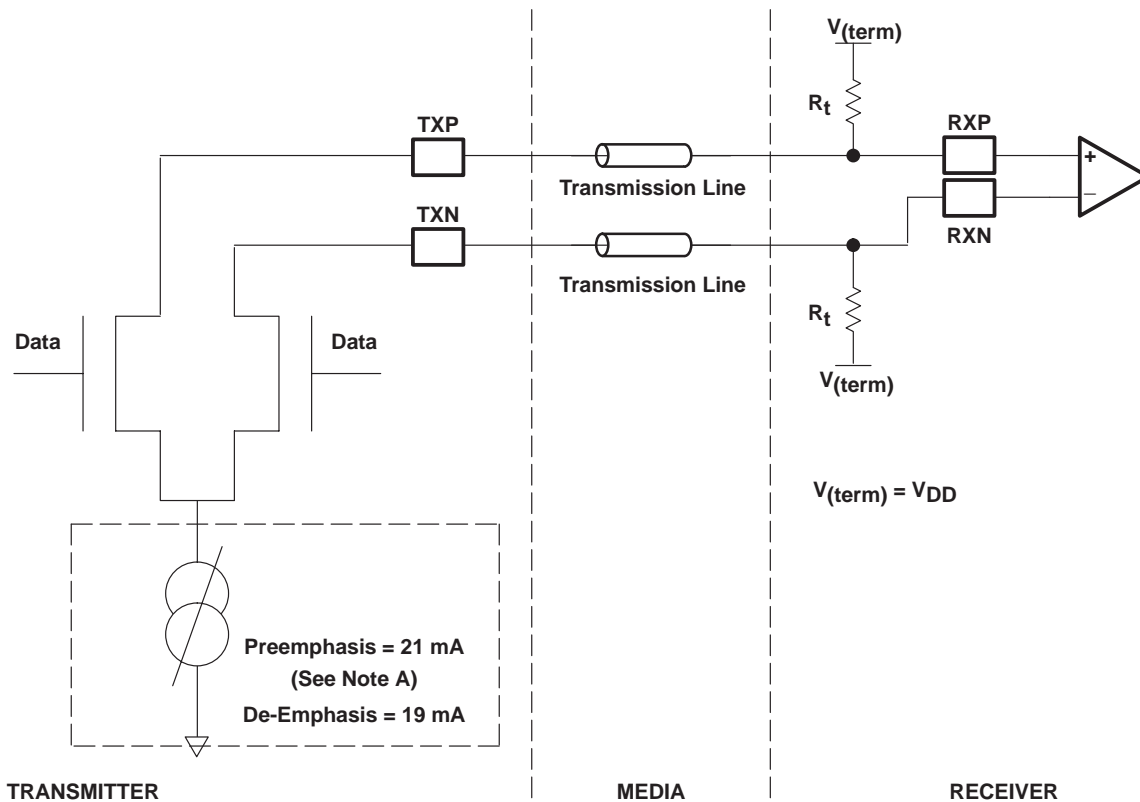 V(term)
Rt
TXP
RXP
+
Transmission Line
−
TXN
RXN
Transmission Line
Rt
Data
Data
V(term)
V(term) = VDD
Preemphasis = 21 mA
(See Note A)
De-Emphasis = 19 mA
TRANSMITTER
MEDIA
RECEIVER